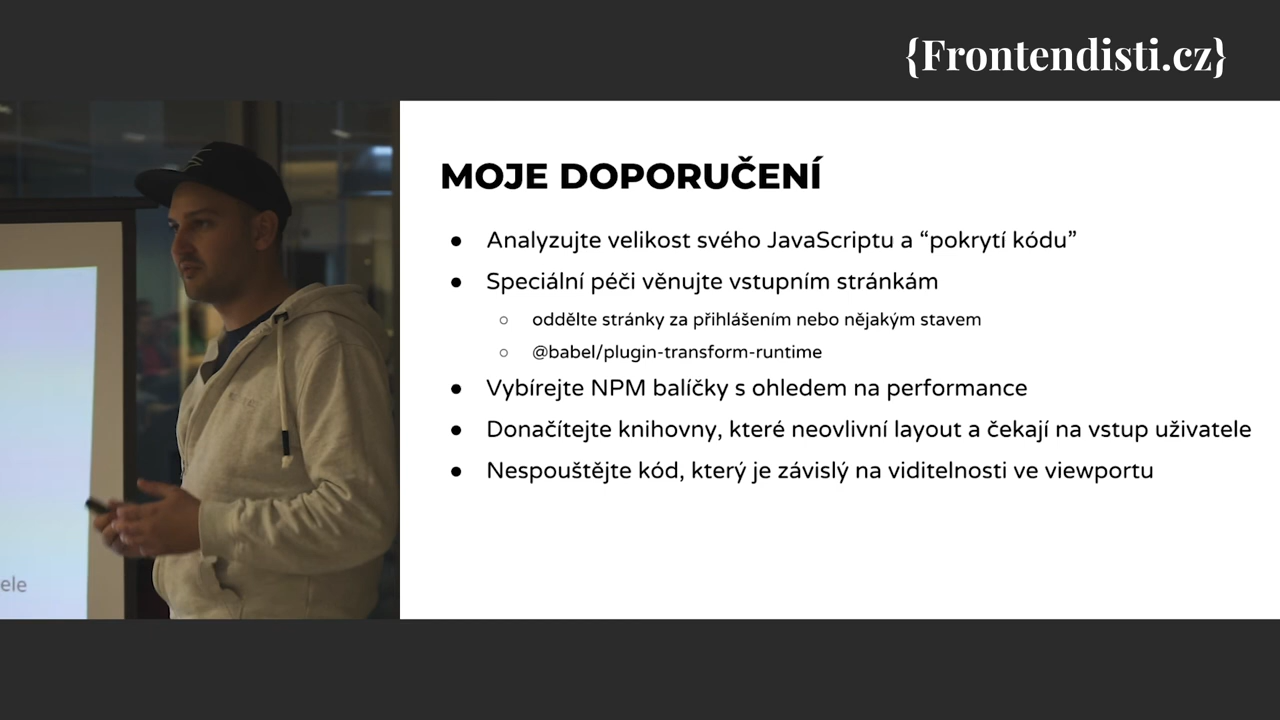 {Frontendisti.cz}
MOJE DOPORUČENÍ
● Analyzujte velikost svého JavaScriptu a “pokrytí kódu”
● Speciální péči věnujte vstupním stránkám
○ oddělte stránky za přihlášením nebo nějakým stavem
○ @babel/plugin-transform-runtime
● Vybírejte NPM balíčky s ohledem na performance
● Donačítejte knihovny, které neovlivní layout a čekají na vstup uživatele
● Nespouštějte kód, který je závislý na viditelnosti ve viewportu
ele